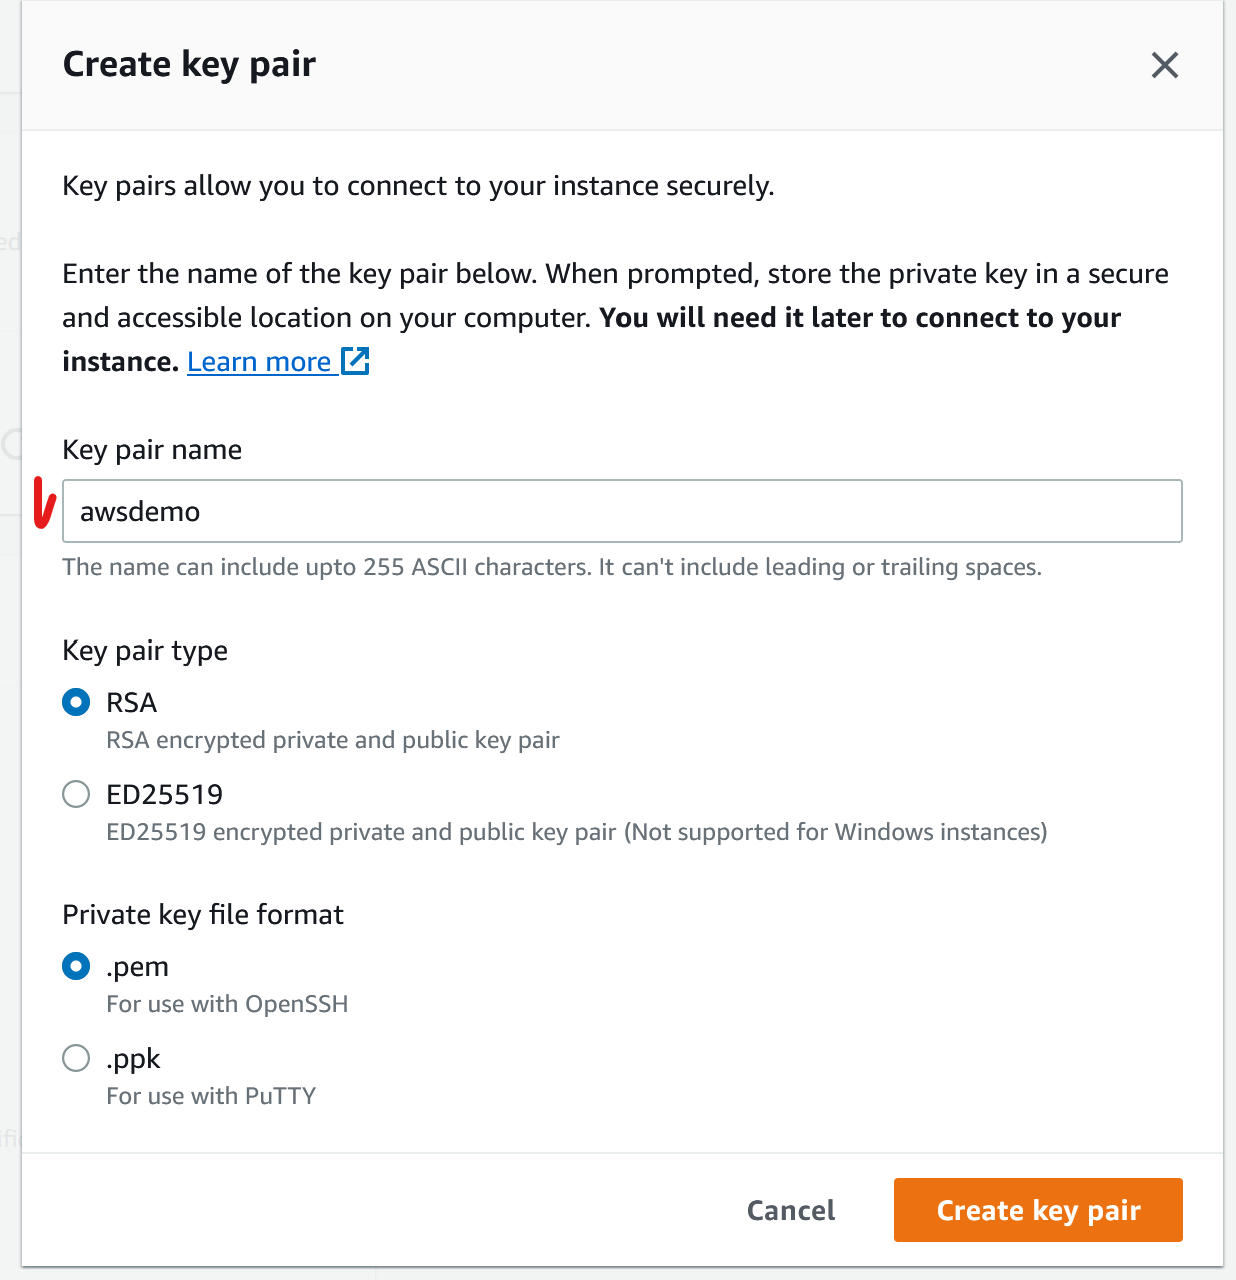 Create key pair
Key pairs allow you to connect to your instance securely.
Enter the name of the key pair below. When prompted, store the private key in a secure
and accessible location on your computer. You will need it later to connect to your
instance. Learn more
Key pair name
awsdemo
The name can include upto 255 ASCII characters. It can't include leading or trailing spaces.
Key pair type
RSA
RSA encrypted private and public key pair
ED25519
ED25519 encrypted private and public key pair (Not supported for Windows instances)
Private key file format
.pem
For use with OpenSSH
.ppk
For use with PuTTY
Cancel
Create key pair